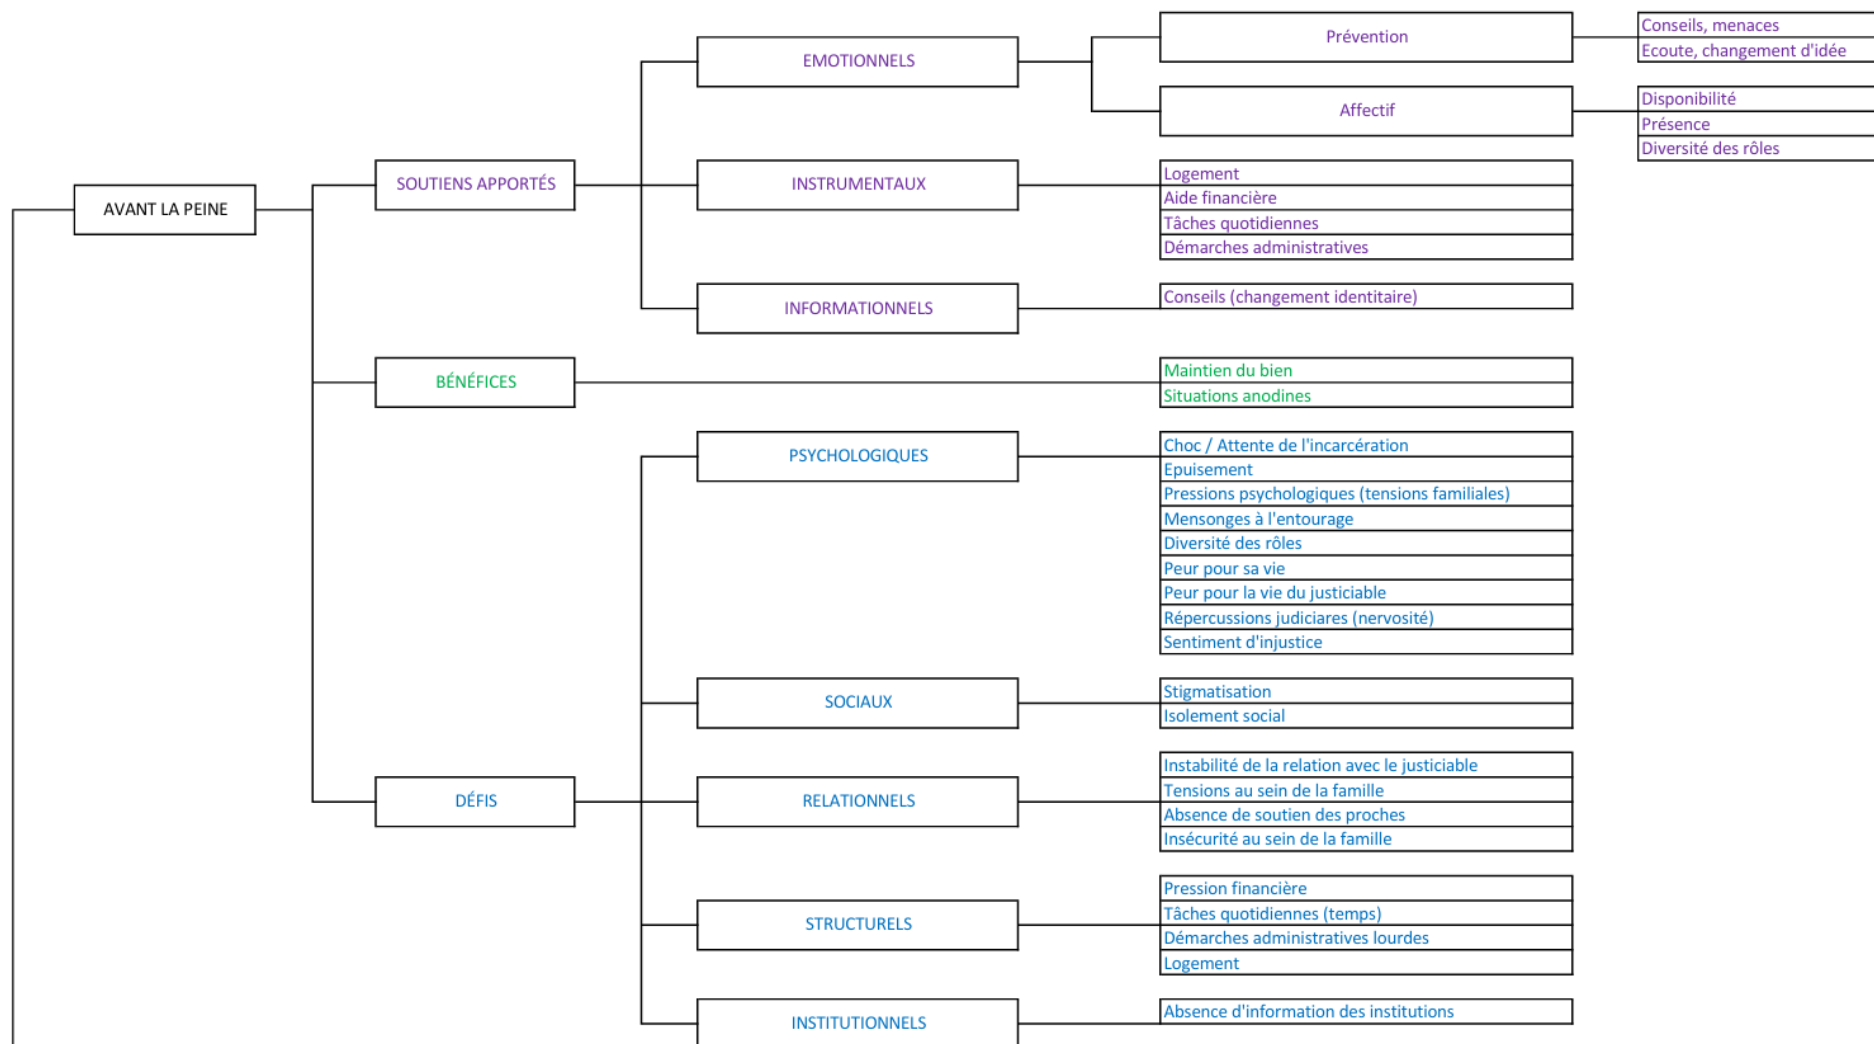 AVANT LA PEINE
SOUTIENS APPORTÉS
EMOTIONNELS
Prévention
Conseils, menaces
Ecoute, changement d'idée
Affectif
Disponibilité
Présence
Diversité des rôles
INSTRUMENTAUX
Logement
Aide financière
Tâches quotidiennes
Démarches administratives
INFORMATIONNELS
Conseils (changement identitaire)
BÉNÉFICES
Maintien du bien
Situations anodines
DÉFIS
PSYCHOLOGIQUES
Choc / Attente de l'incarcération
Epuisement
Pressions psychologiques (tensions familiales)
Mensonges à l'entourage
Diversité des rôles
Peur pour sa vie
Peur pour la vie du justiciable
Répercussions judiciares (nervosité)
Sentiment d'injustice
SOCIAUX
Stigmatisation
Isolement social
RELATIONNELS
Instabilité de la relation avec le justiciable
Tensions au sein de la famille
Absence de soutien des proches
Insécurité au sein de la famille
STRUCTURELS
Pression financière
Tâches quotidiennes (temps)
Démarches administratives lourdes
Logement
INSTITUTIONNELS
Absence d'information des institutions